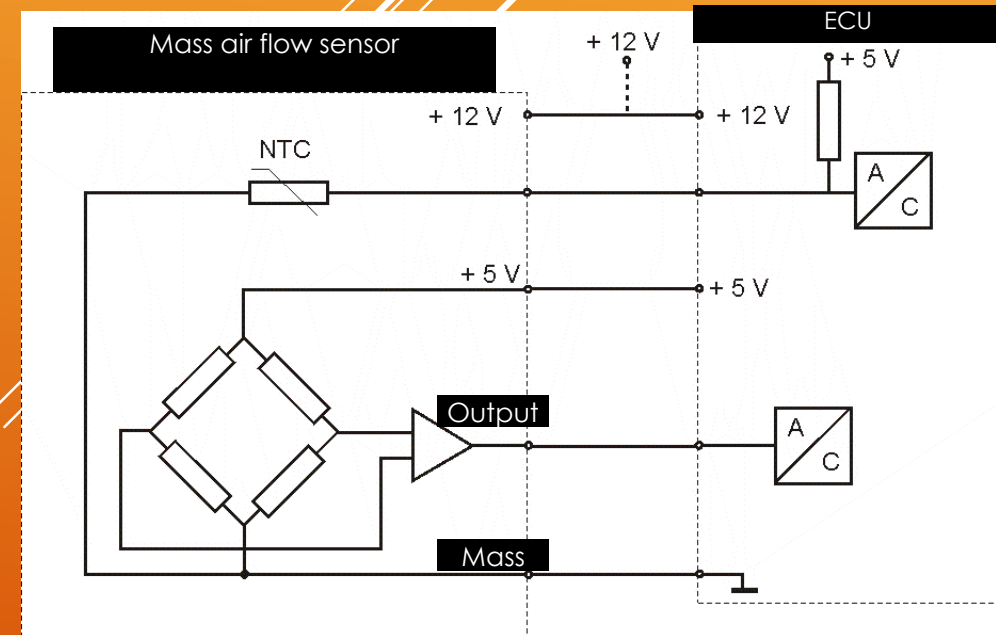 Mass air flow sensor
ECU
+ 12 V
+ 5 V
+ 12 V
+ 12 V
NTC
A
C
+ 5 V
+ 5 V
Output
A
C
Mass